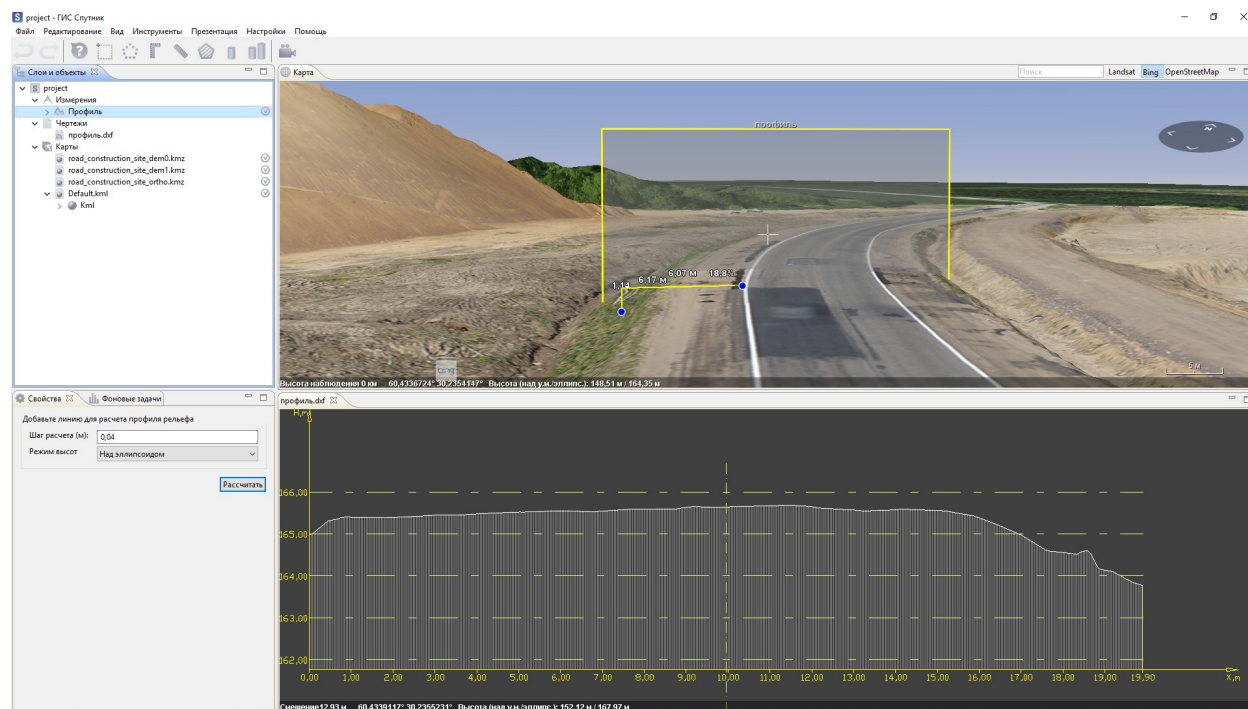 project - ГИС Спутник
Файл Редактирование Вид Инструменты Презентация Настройки Помощь
Слои и объекты
project
Измерения
Профиль
Чертежи
профиль.dxf
Карты
road_construction_site_dem0.kmz
road_construction_site_dem1.kmz
road_construction_site_ortho.kmz
Default.kml
Kml
Карта
Поиск
Landsat Bing OpenStreetMap
профиль
N
1,14 6,17 м 6,07 м 18,8%
bing
5 м
Высота наблюдения 0 км 60,4336724° 30,2354147° Высота (над у.м./эллипс.): 148,51 м / 164,35 м
Свойства Фоновые задачи
Добавьте линию для расчета профиля рельефа
Шаг расчета (м): 0,04
Режим высот Над эллипсоидом
Рассчитать
профиль.dxf
H,m
166,00
165,00
164,00
163,00
162,00
0,00 1,00 2,00 3,00 4,00 5,00 6,00 7,00 8,00 9,00 10,00 11,00 12,00 13,00 14,00 15,00 16,00 17,00 18,00 19,00 19,90 X,m
Смещение 12,93 м 60,4339117° 30,2355231° Высота (над у.м./эллипс.): 152,12 м / 167,97 м